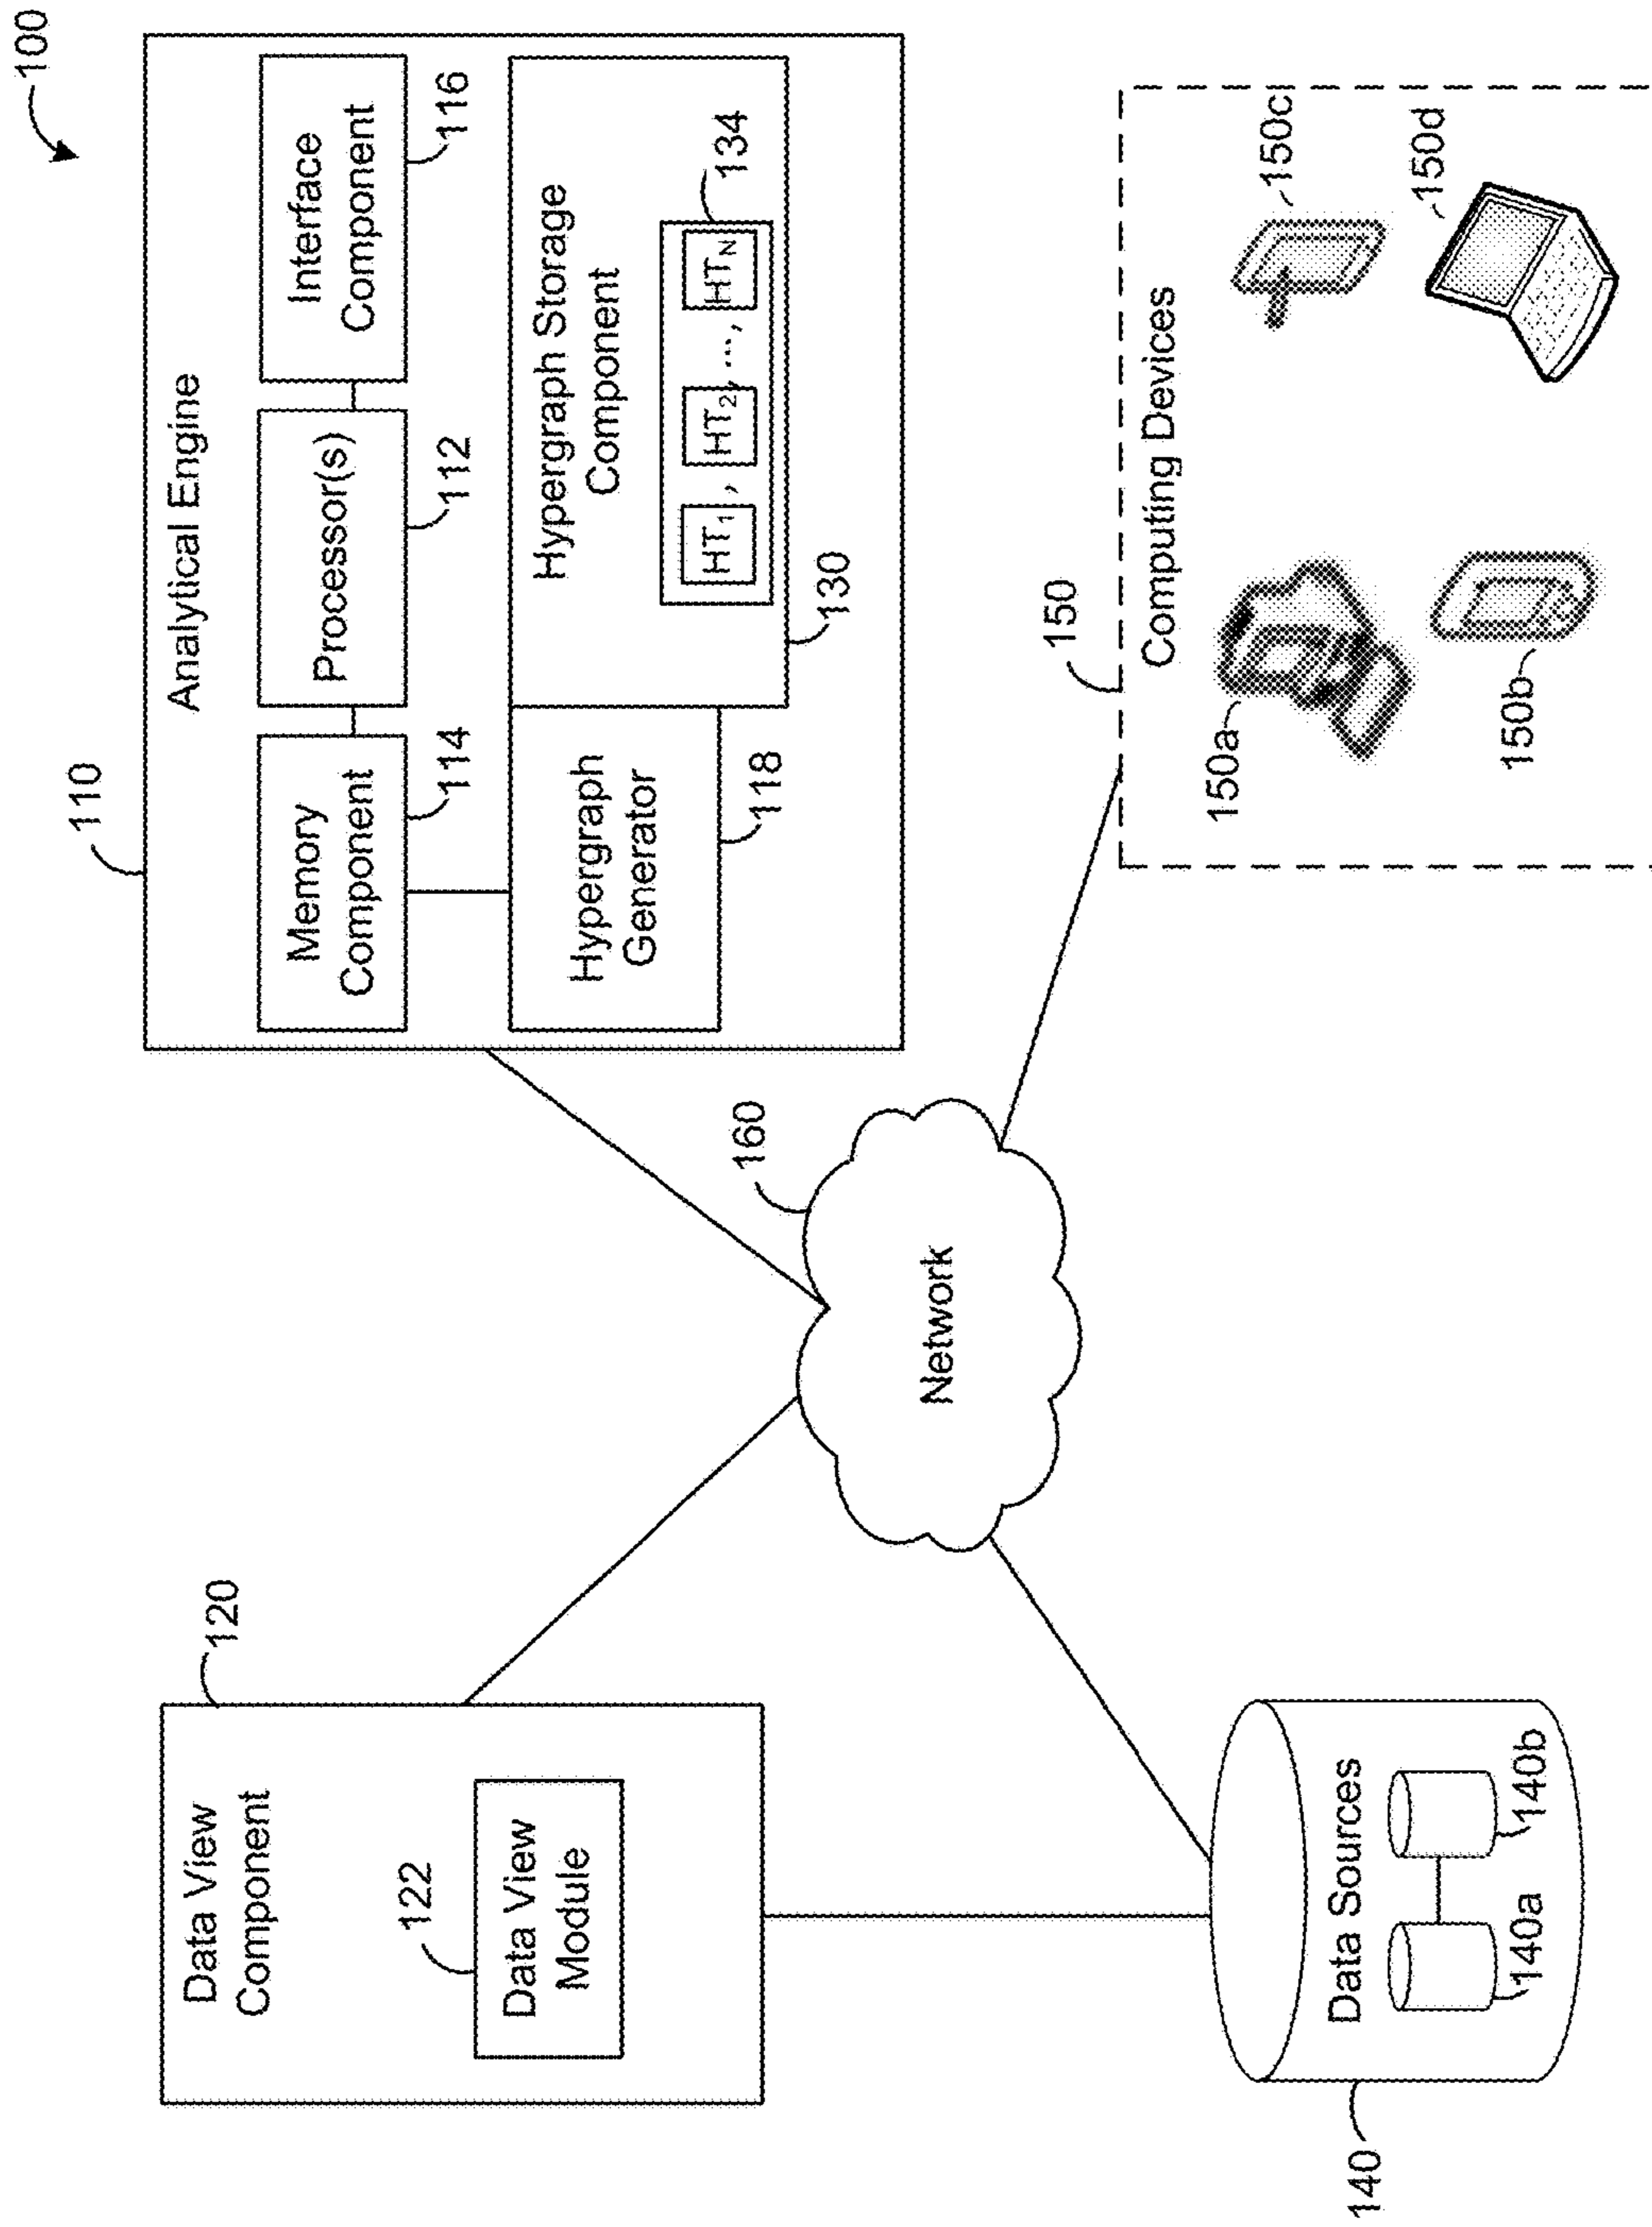 100
110
120
Analytical Engine
Memory
Component
114
Processor(s)
112
Interface
Component
116
Hypergraph
Generator
118
Hypergraph Storage
Component
HT1, HT2, ..., HTN
134
130
Data View
Component
122
Data View
Module
160
Network
150
Computing Devices
150a
150b
150c
150d
Data Sources
140a
140b
140